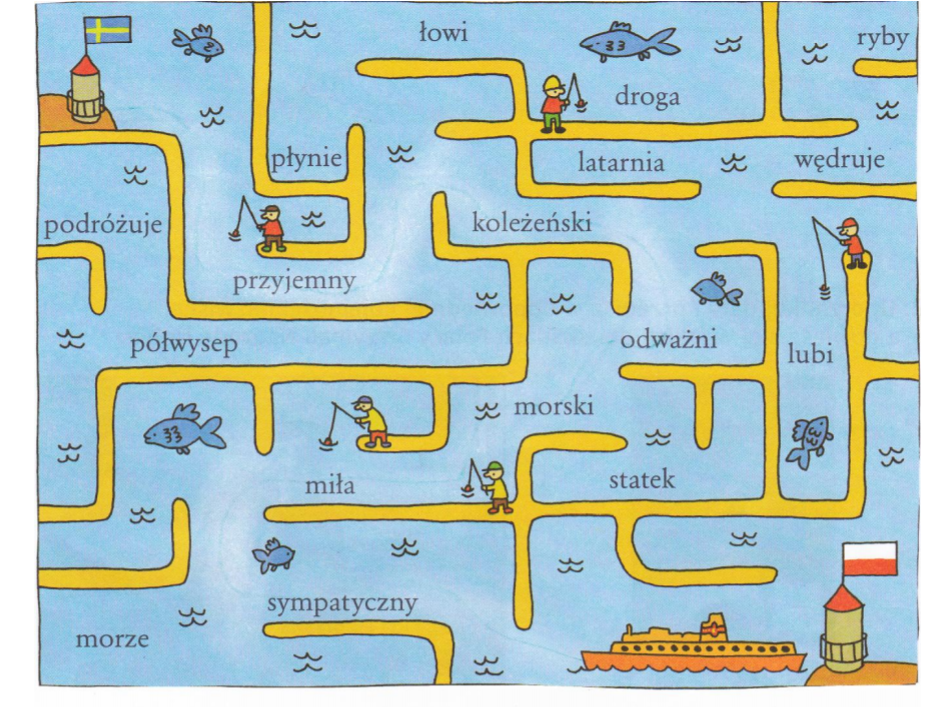 łowi
ryby
droga
płynie
latarnia
wędruje
podróżuje
koleżeński
przyjemny
półwysep
odważni
lubi
morski
miła
statek
sympatyczny
morze